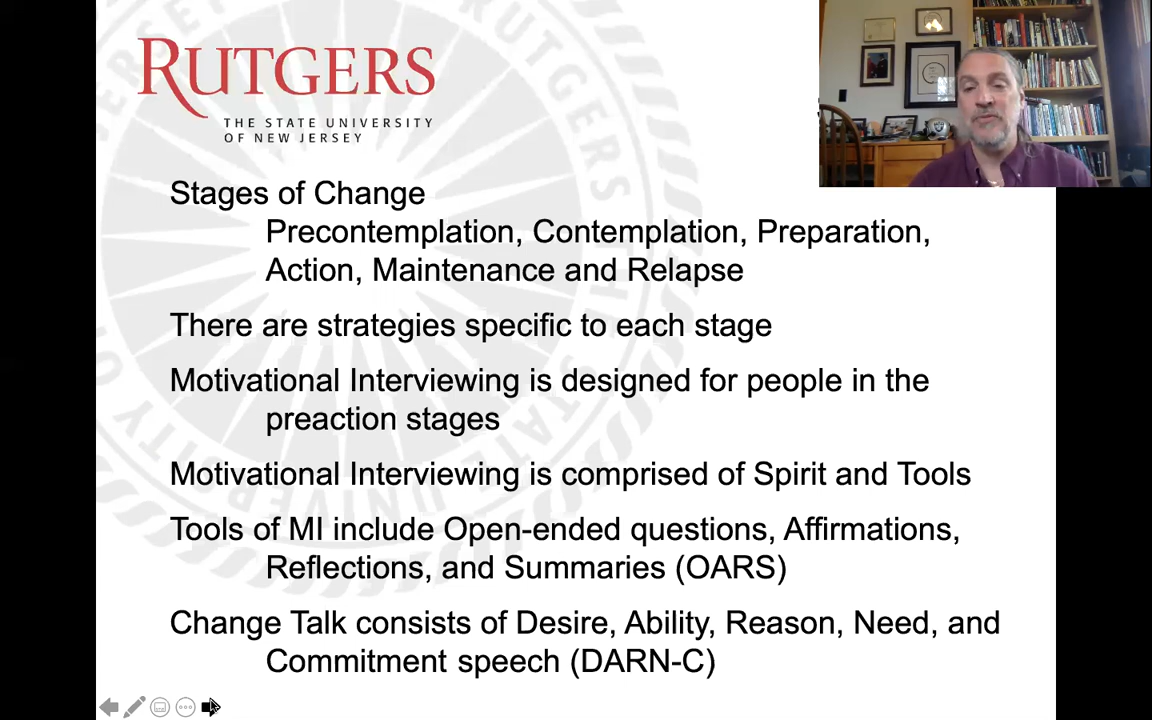 RUTGERS
THE STATE UNIVERSITY
OF NEW JERSEY
Stages of Change
Precontemplation, Contemplation, Preparation,
Action, Maintenance and Relapse
There are strategies specific to each stage
Motivational Interviewing is designed for people in the
preaction stages
Motivational Interviewing is comprised of Spirit and Tools
Tools of MI include Open-ended questions, Affirmations,
Reflections, and Summaries (OARS)
Change Talk consists of Desire, Ability, Reason, Need, and
Commitment speech (DARN-C)